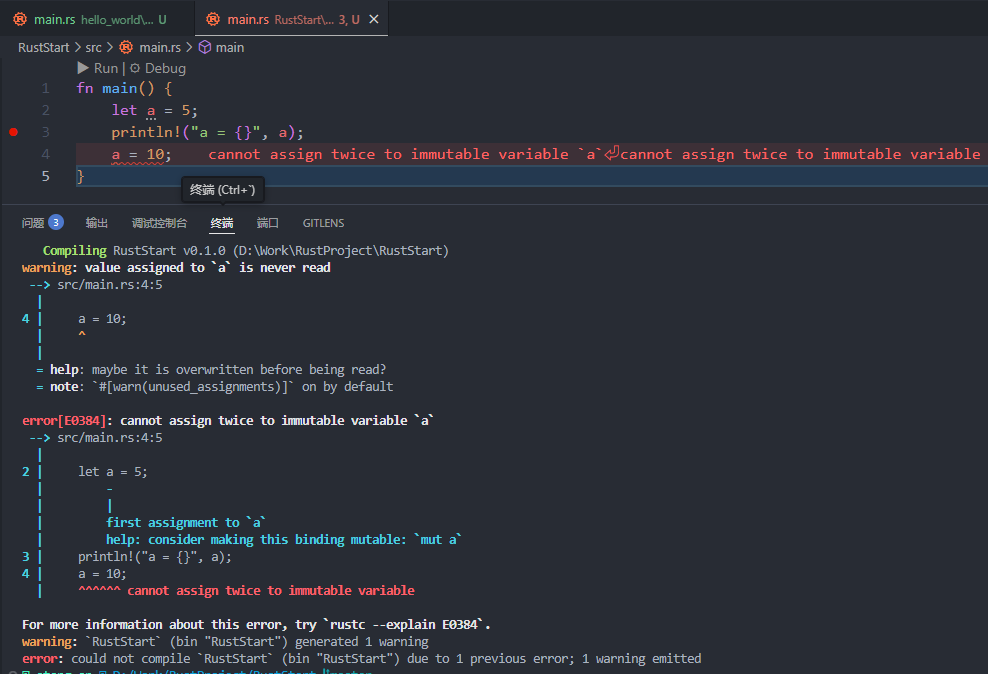 main.rs hello_world\... U main.rs RustStart\... 3, U
RustStart > src > main.rs > main
Run | Debug
1 fn main() {
2 let a = 5;
3 println!("a = {}", a);
4 a = 10; cannot assign twice to immutable variable `a`⏎cannot assign twice to immutable variable
5 }
终端 (Ctrl+`)
问题 3 输出 调试控制台 终端 端口 GITLENS
Compiling RustStart v0.1.0 (D:\Work\RustProject\RustStart)
warning: value assigned to `a` is never read
--> src/main.rs:4:5
|
4 | a = 10;
| ^
|
= help: maybe it is overwritten before being read?
= note: `#[warn(unused_assignments)]` on by default
error[E0384]: cannot assign twice to immutable variable `a`
--> src/main.rs:4:5
|
2 | let a = 5;
| -
| |
| first assignment to `a`
| help: consider making this binding mutable: `mut a`
3 | println!("a = {}", a);
4 | a = 10;
| ^^^^^^ cannot assign twice to immutable variable
For more information about this error, try `rustc --explain E0384`.
warning: `RustStart` (bin "RustStart") generated 1 warning
error: could not compile `RustStart` (bin "RustStart") due to 1 previous error; 1 warning emitted